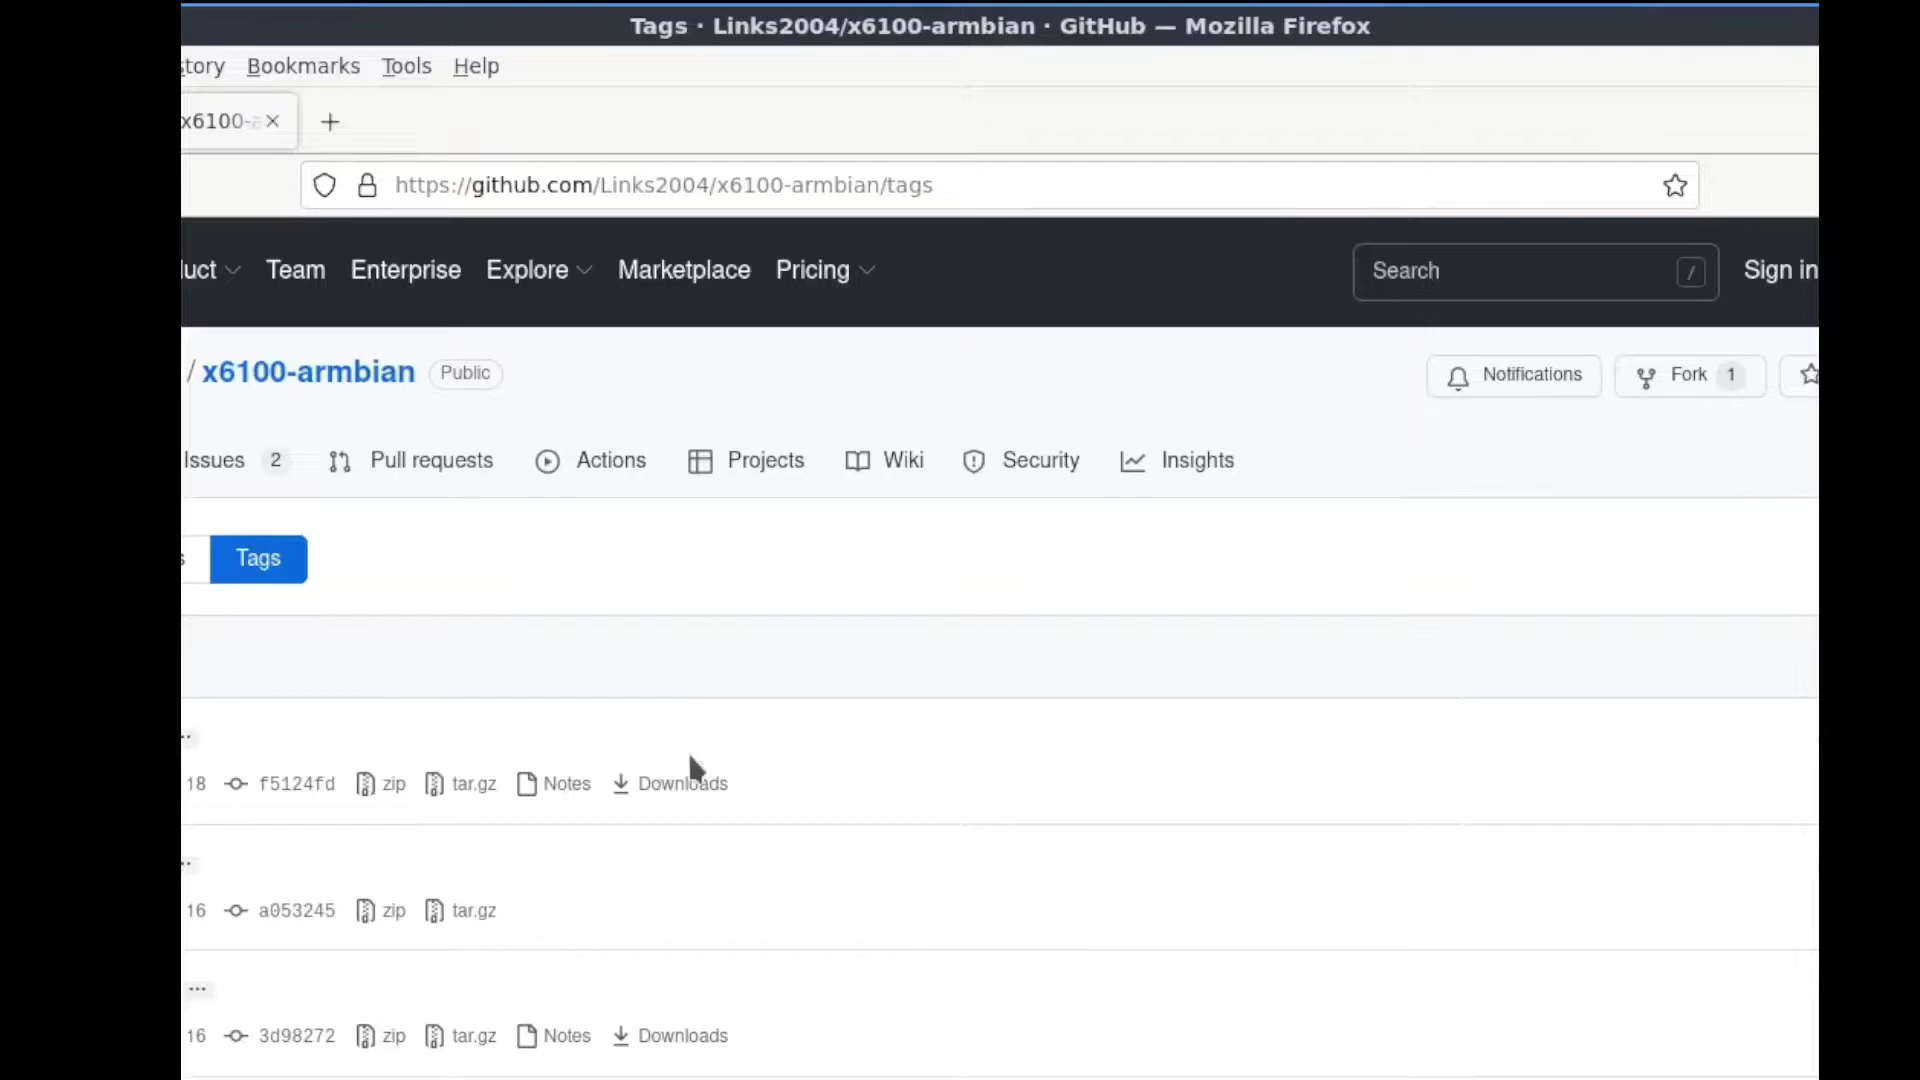 Tags · Links2004/x6100-armbian · GitHub — Mozilla Firefox
story Bookmarks Tools Help
x6100-a
https://github.com/Links2004/x6100-armbian/tags
uct Team Enterprise Explore Marketplace Pricing Search / Sign in
/ x6100-armbian Public Notifications Fork 1
Issues 2 Pull requests Actions Projects Wiki Security Insights
s Tags
18 f5124fd zip tar.gz Notes Downloads
16 a053245 zip tar.gz
...
16 3d98272 zip tar.gz Notes Downloads